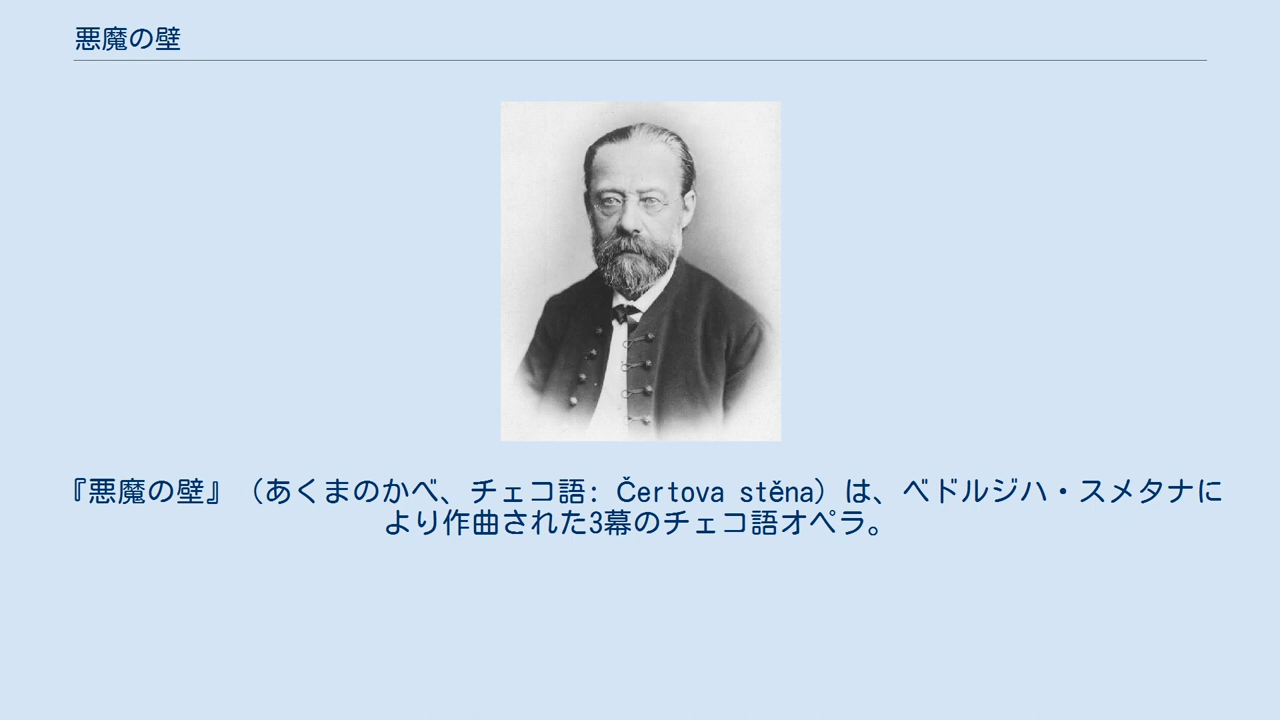 悪魔の壁
『悪魔の壁』（あくまのかべ、チェコ語: Čertova stěna）は、ベドルジハ・スメタナに
より作曲された3幕のチェコ語オペラ。